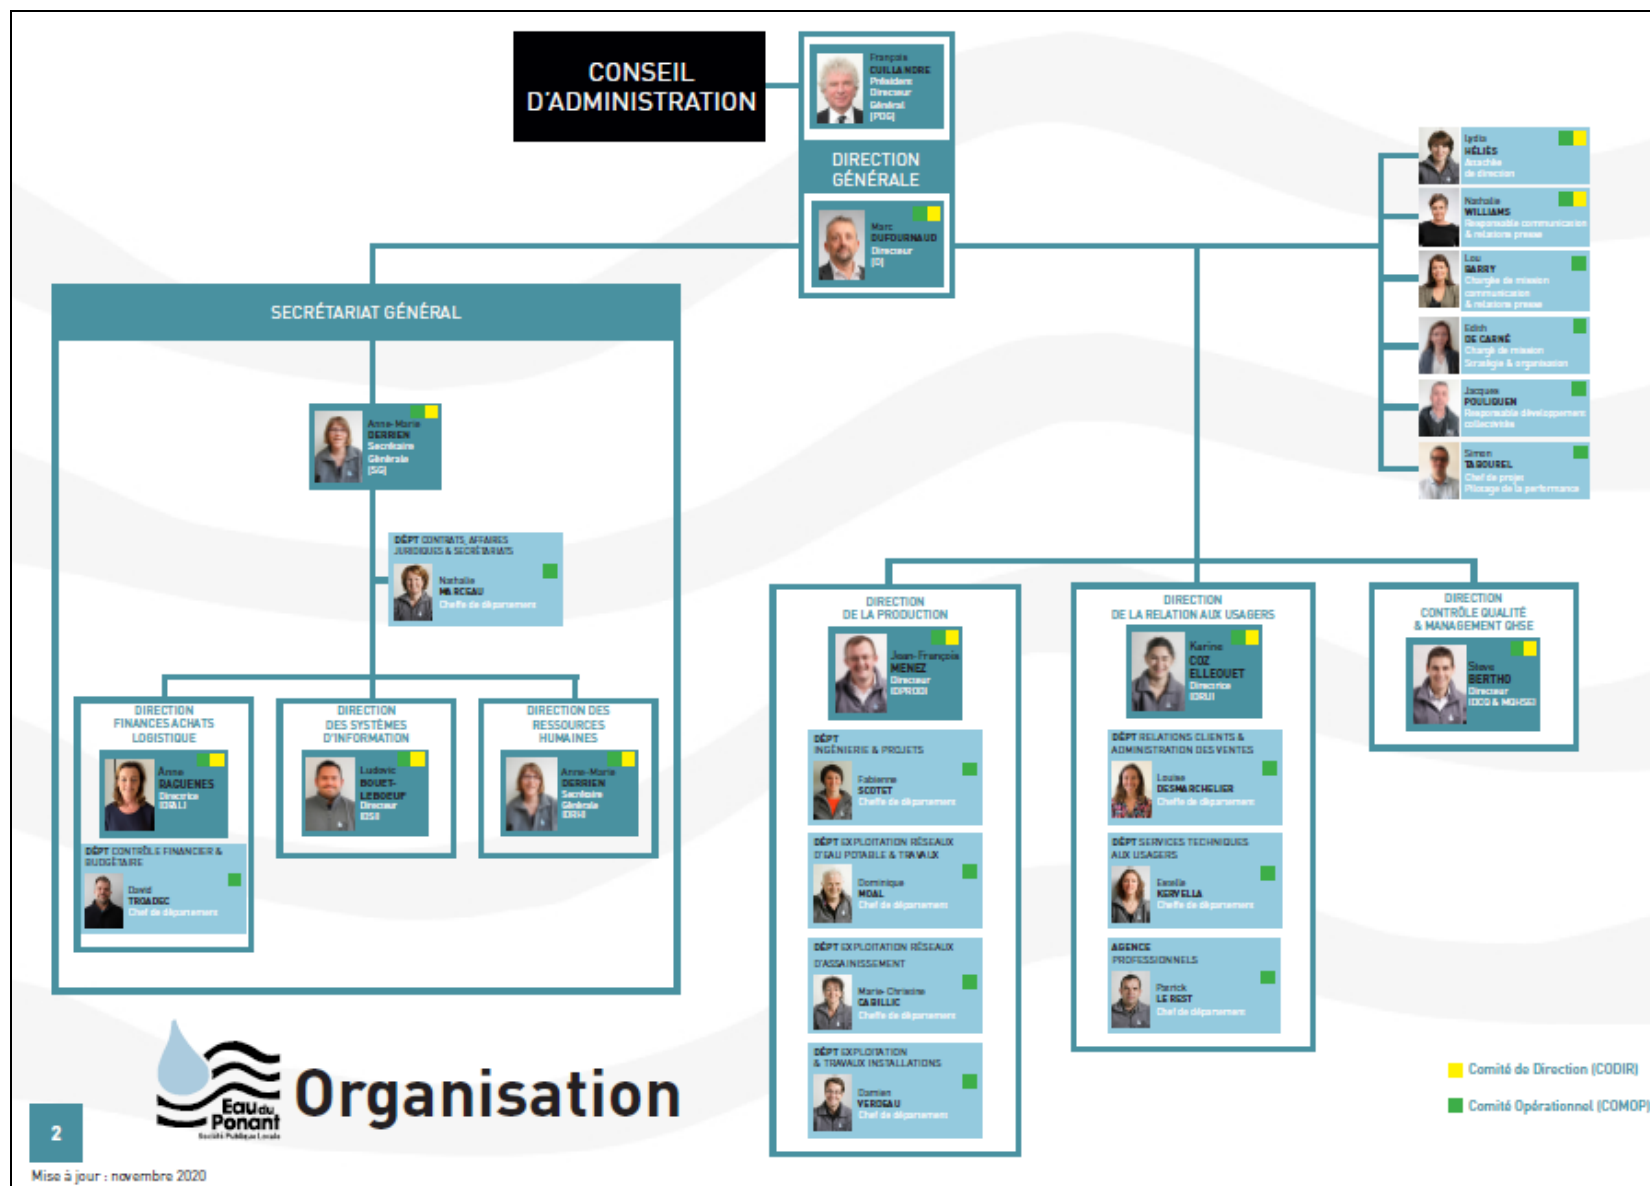 CONSEIL
D'ADMINISTRATION
François
CUILLANDRE
Président
Directeur
Général
(PDG)
DIRECTION
GÉNÉRALE
Marc
DUFOURNAUD
Directeur
(D)
Lydia
HÉLIÈS
Attachée
de direction
Nathalie
WILLIAMS
Responsable communication
& relations presse
Lou
BARRY
Chargée de mission
communication
& relations presse
Edith
DE CARNÉ
Chargé de mission
Stratégie & organisation
Jacques
POULIQUEN
Responsable développement
collectivités
Simon
TABOUREL
Chef de projet
Pilotage de la performance
SECRÉTARIAT GÉNÉRAL
Anne-Marie
DERRIEN
Secrétaire
Générale
(SG)
DÉPT CONTRATS, AFFAIRES
JURIDIQUES & SECRÉTARIATS
Nathalie
MARCEAU
Cheffe de département
DIRECTION
FINANCES ACHATS
LOGISTIQUE
Anne
RAGUENES
Directrice
(DFAL)
DÉPT CONTRÔLE FINANCIER &
BUDGÉTAIRE
David
TROADEC
Chef de département
DIRECTION
DES SYSTÈMES
D'INFORMATION
Ludovic
BOUET-
LEBOEUF
Directeur
(DSI)
DIRECTION DES
RESSOURCES
HUMAINES
Anne-Marie
DERRIEN
Secrétaire
Générale
(DRH)
DIRECTION
DE LA PRODUCTION
Jean-François
MENEZ
Directeur
(DPROD)
DÉPT
INGÉNIERIE & PROJETS
Fabienne
SCOTET
Cheffe de département
DÉPT EXPLOITATION RÉSEAUX
D'EAU POTABLE & TRAVAUX
Dominique
MOAL
Chef de département
DÉPT EXPLOITATION RÉSEAUX
D'ASSAINISSEMENT
Marie-Christine
CABILLIC
Cheffe de département
DÉPT EXPLOITATION
& TRAVAUX INSTALLATIONS
Damien
VERDEAU
Chef de département
DIRECTION
DE LA RELATION AUX USAGERS
Karine
COZ
ELLEOUET
Directrice
(DRU)
DÉPT RELATIONS CLIENTS &
ADMINISTRATION DES VENTES
Louise
DESMARCHELIER
Cheffe de département
DÉPT SERVICES TECHNIQUES
AUX USAGERS
Estelle
KERVELLA
Cheffe de département
AGENCE
PROFESSIONNELS
Patrick
LE REST
Chef de département
DIRECTION
CONTRÔLE QUALITÉ
& MANAGEMENT QHSE
Steve
BERTHO
Directeur
(DCQ & MQHSE)
Eau du
Ponant
Société Publique Locale
Organisation
Comité de Direction (CODIR)
Comité Opérationnel (COMOP)
2
Mise à jour : novembre 2020